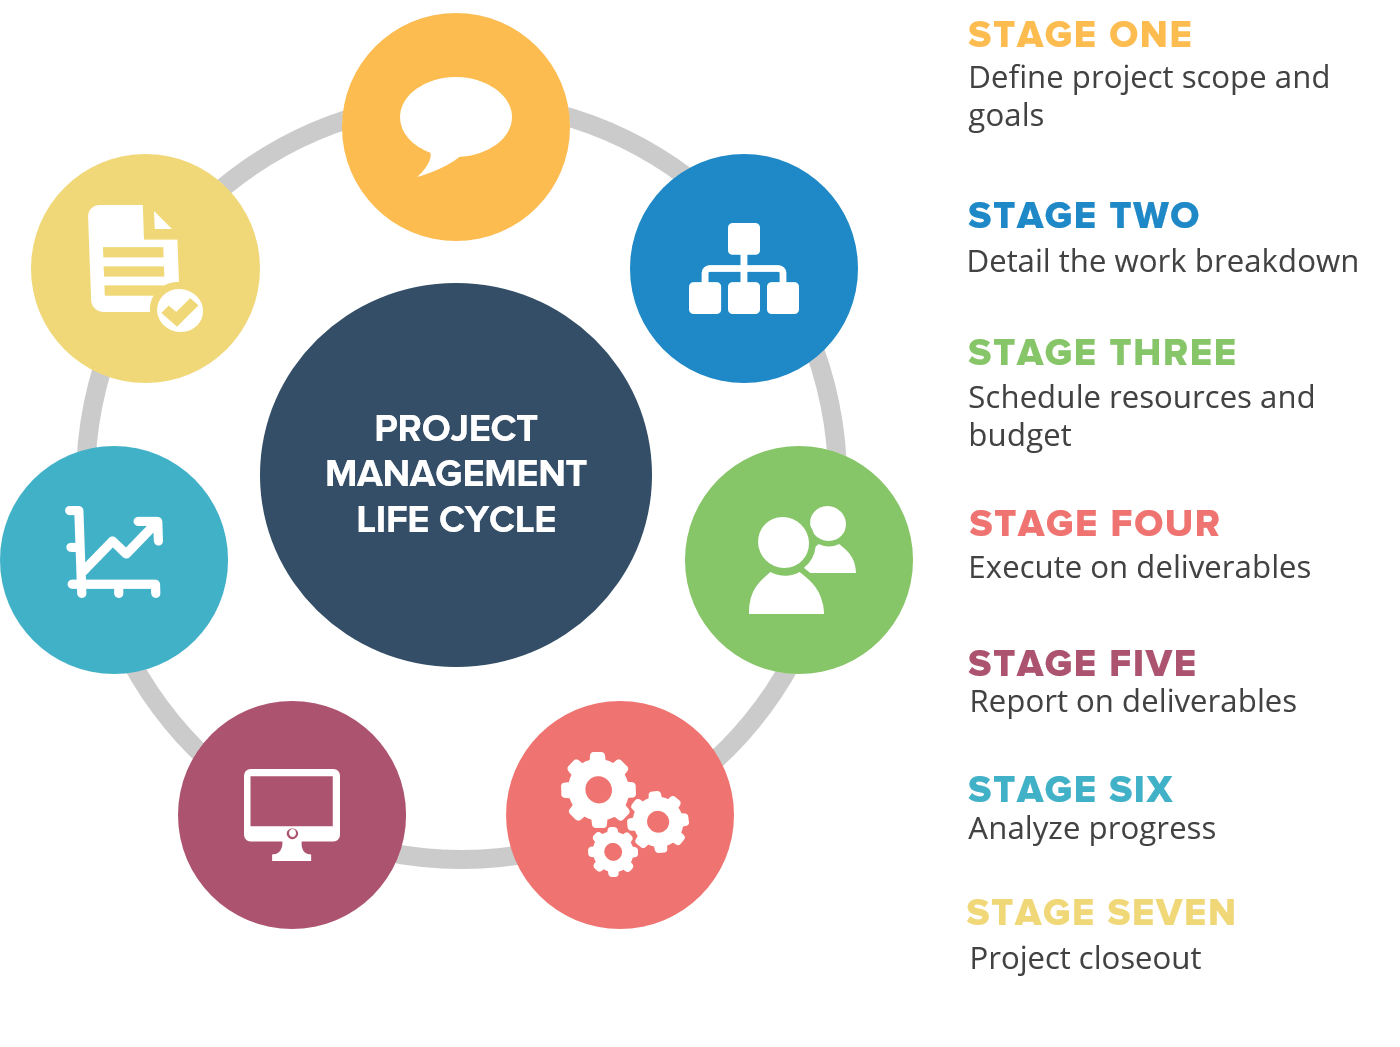 PROJECT
MANAGEMENT
LIFE CYCLE
STAGE ONE
Define project scope and
goals
STAGE TWO
Detail the work breakdown
STAGE THREE
Schedule resources and
budget
STAGE FOUR
Execute on deliverables
STAGE FIVE
Report on deliverables
STAGE SIX
Analyze progress
STAGE SEVEN
Project closeout